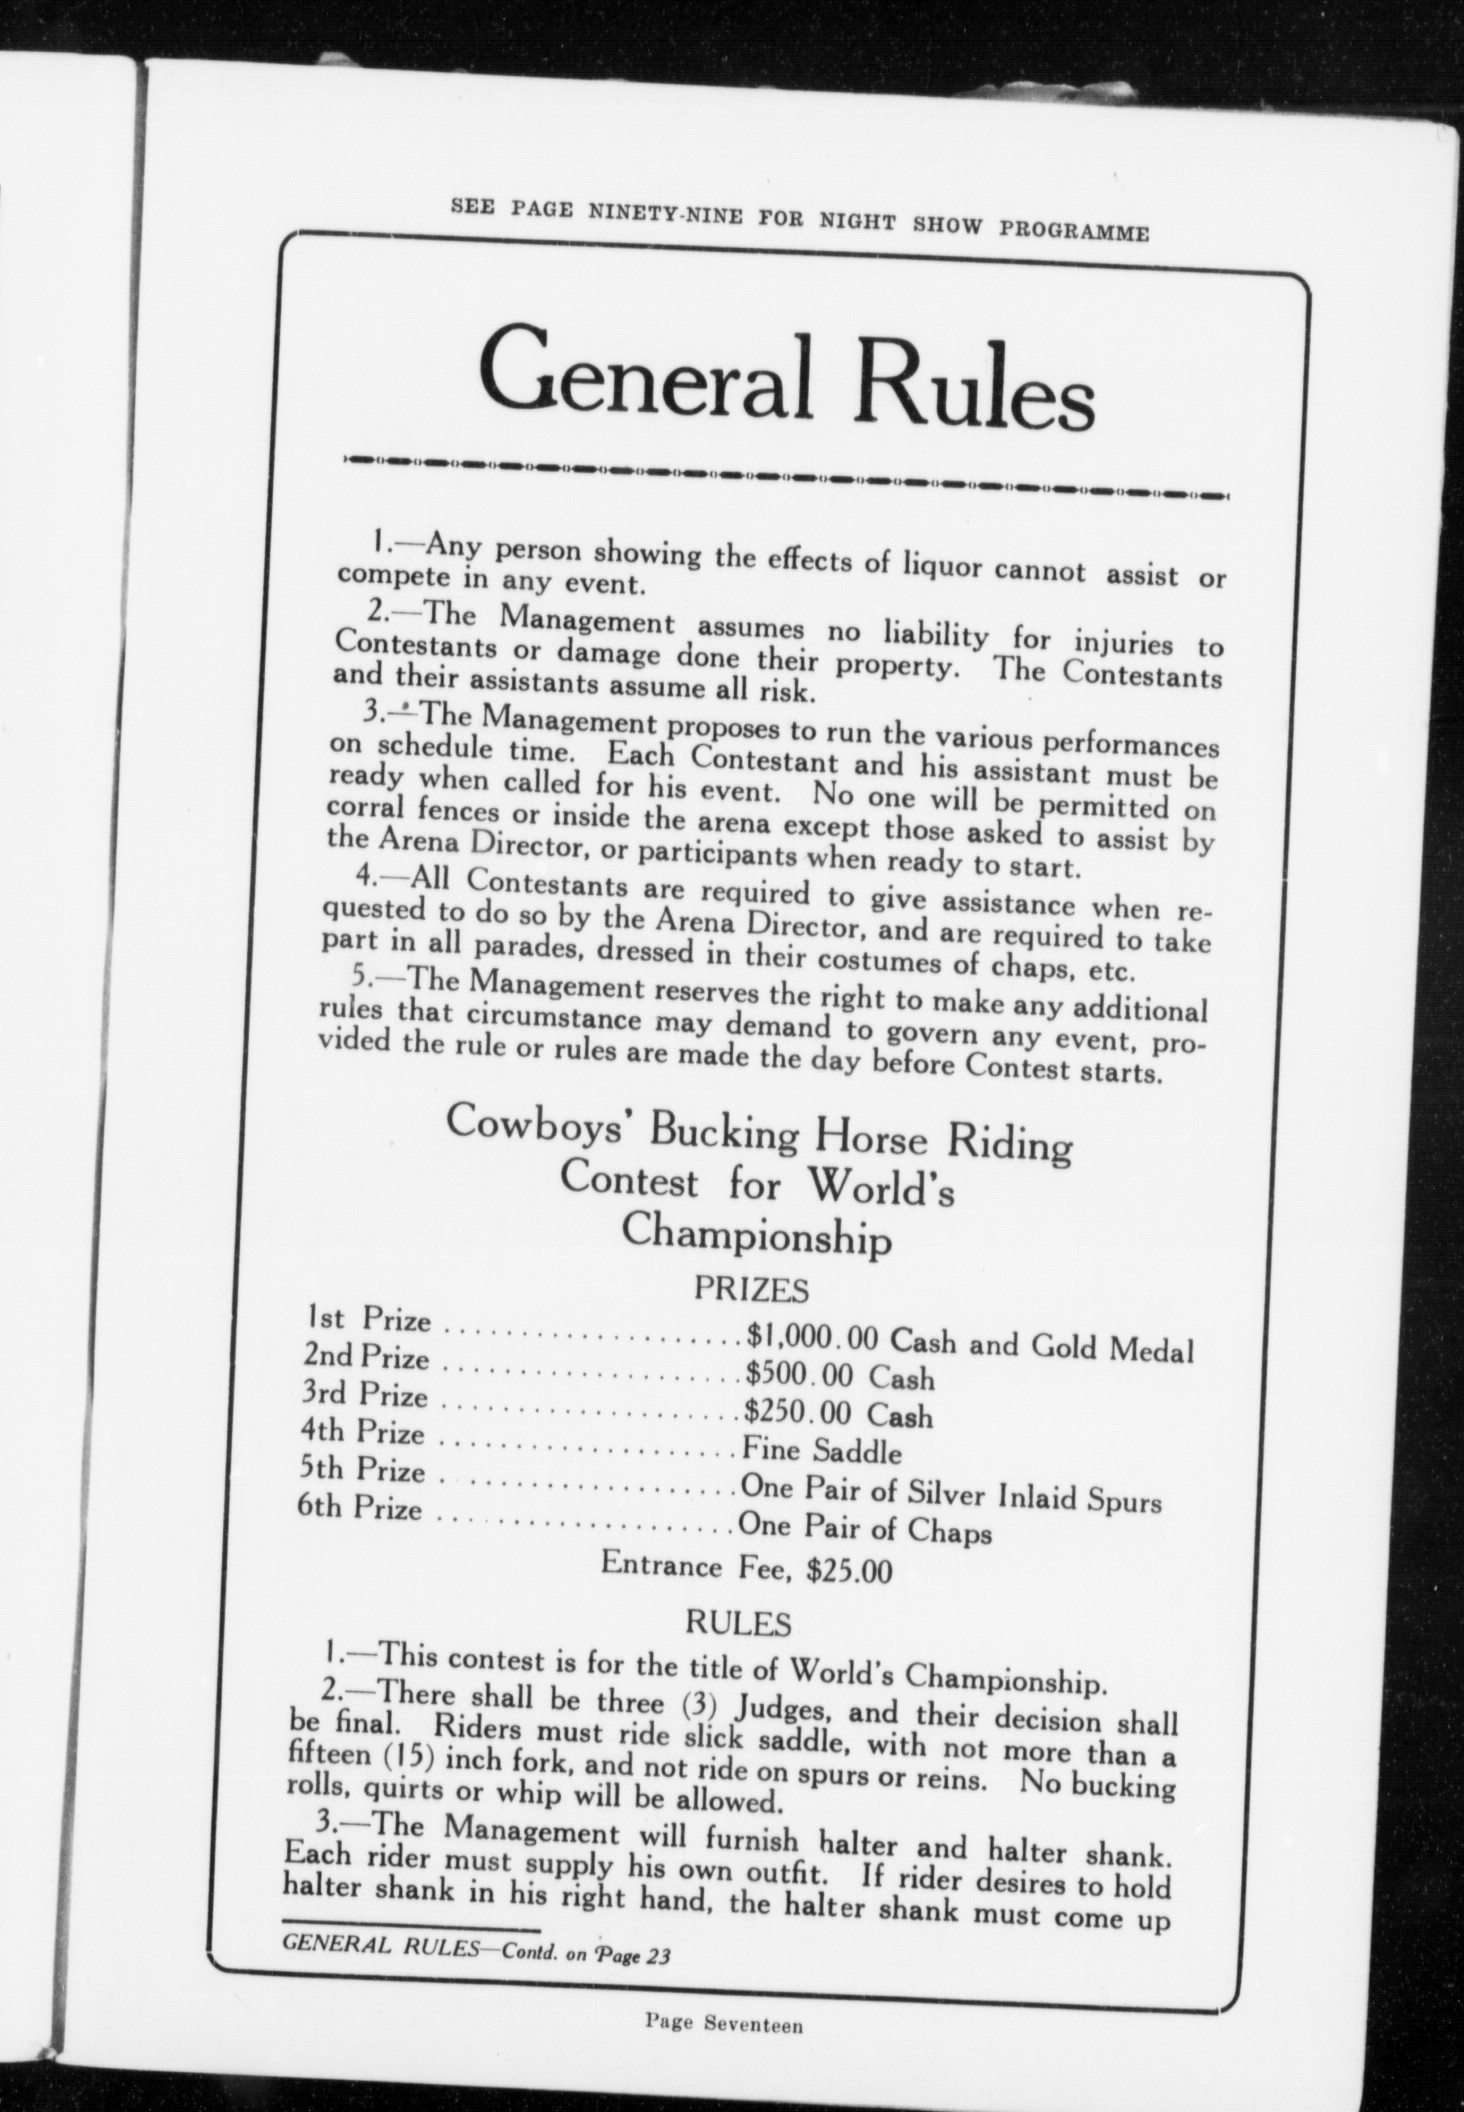 SEE PAGE NINETY-NINE FOR NIGHT SHOW PROGRAMME
General Rules
1.—Any person showing the effects of liquor cannot assist or
compete in any event.
2.—The Management assumes no liability for injuries to
Contestants or damage done their property. The Contestants
and their assistants assume all risk.
3.—The Management proposes to run the various performances
on schedule time. Each Contestant and his assistant must be
ready when called for his event. No one will be permitted on
corral fences or inside the arena except those asked to assist by
the Arena Director, or participants when ready to start.
4.—All Contestants are required to give assistance when re-
quested to do so by the Arena Director, and are required to take
part in all parades, dressed in their costumes of chaps, etc.
5.—The Management reserves the right to make any additional
rules that circumstance may demand to govern any event, pro-
vided the rule or rules are made the day before Contest starts.
Cowboys' Bucking Horse Riding
Contest for World's
Championship
PRIZES
1st Prize ....................$1,000.00 Cash and Gold Medal
2nd Prize ....................$500.00 Cash
3rd Prize ....................$250.00 Cash
4th Prize ....................Fine Saddle
5th Prize . ..................One Pair of Silver Inlaid Spurs
6th Prize ....................One Pair of Chaps
Entrance Fee, $25.00
RULES
1.—This contest is for the title of World's Championship.
2.—There shall be three (3) Judges, and their decision shall
be final. Riders must ride slick saddle, with not more than a
fifteen (15) inch fork, and not ride on spurs or reins. No bucking
rolls, quirts or whip will be allowed.
3.—The Management will furnish halter and halter shank.
Each rider must supply his own outfit. If rider desires to hold
halter shank in his right hand, the halter shank must come up
GENERAL RULES—Contd. on Page 23
Page Seventeen